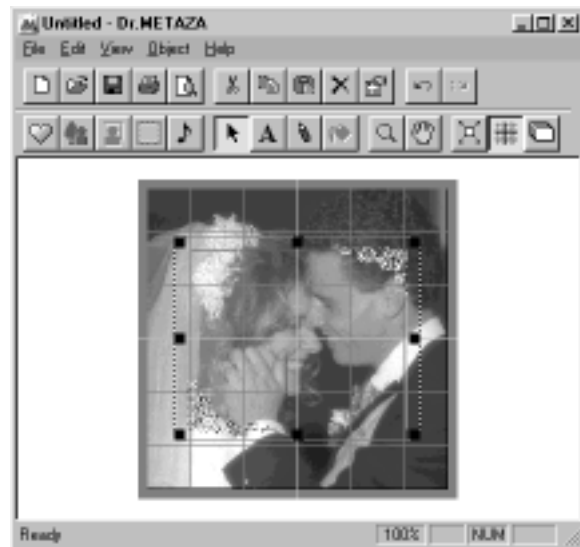 Untitled - Dr.METAZA
File Edit View Object Help
A
Ready 100% NUM